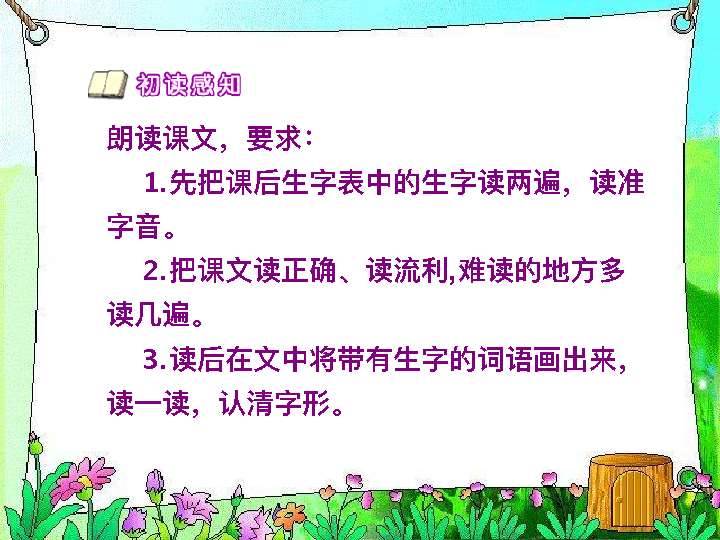 初读感知
朗读课文，要求：
1.先把课后生字表中的生字读两遍，读准
字音。
2.把课文读正确、读流利,难读的地方多
读几遍。
3.读后在文中将带有生字的词语画出来，
读一读，认清字形。